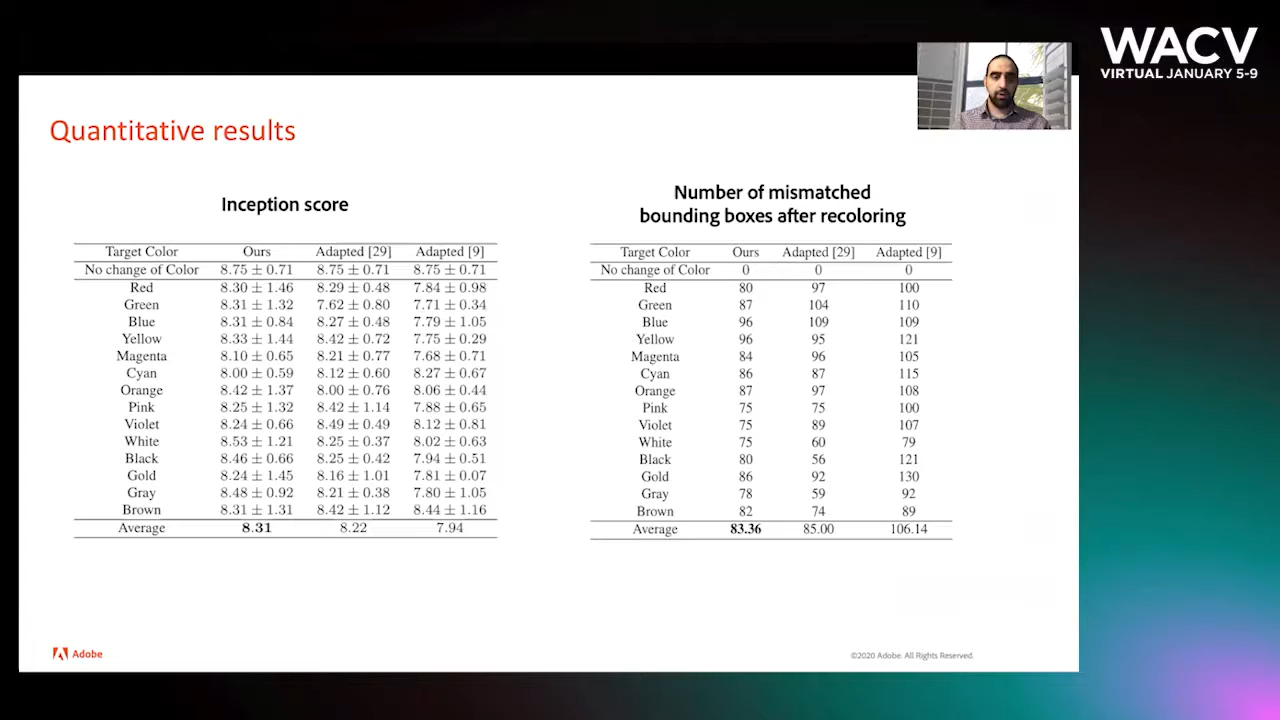 WACV
VIRTUAL JANUARY 5-9
Quantitative results
Inception score
Target Color Ours Adapted [29] Adapted [9]
No change of Color 8.75 ± 0.71 8.75 ± 0.71 8.75 ± 0.71
Red 8.30 ± 1.46 8.29 ± 0.48 7.84 ± 0.98
Green 8.31 ± 1.32 7.62 ± 0.80 7.71 ± 0.34
Blue 8.31 ± 0.84 8.27 ± 0.48 7.79 ± 1.05
Yellow 8.33 ± 1.44 8.42 ± 0.72 7.75 ± 0.29
Magenta 8.10 ± 0.65 8.21 ± 0.77 7.68 ± 0.71
Cyan 8.00 ± 0.59 8.12 ± 0.60 8.27 ± 0.67
Orange 8.42 ± 1.37 8.00 ± 0.76 8.06 ± 0.44
Pink 8.25 ± 1.32 8.42 ± 1.14 7.88 ± 0.65
Violet 8.24 ± 0.66 8.49 ± 0.49 8.12 ± 0.81
White 8.53 ± 1.21 8.25 ± 0.37 8.02 ± 0.63
Black 8.46 ± 0.66 8.25 ± 0.42 7.94 ± 0.51
Gold 8.24 ± 1.45 8.16 ± 1.01 7.81 ± 0.07
Gray 8.48 ± 0.92 8.21 ± 0.38 7.80 ± 1.05
Brown 8.31 ± 1.31 8.42 ± 1.12 8.44 ± 1.16
Average 8.31 8.22 7.94
Number of mismatched
bounding boxes after recoloring
Target Color Ours Adapted [29] Adapted [9]
No change of Color 0 0 0
Red 80 97 100
Green 87 104 110
Blue 96 109 109
Yellow 96 95 121
Magenta 84 96 105
Cyan 86 87 115
Orange 87 97 108
Pink 75 75 100
Violet 75 89 107
White 75 60 79
Black 80 56 121
Gold 86 92 130
Gray 78 59 92
Brown 82 74 89
Average 83.36 85.00 106.14
Adobe
©2020 Adobe. All Rights Reserved.